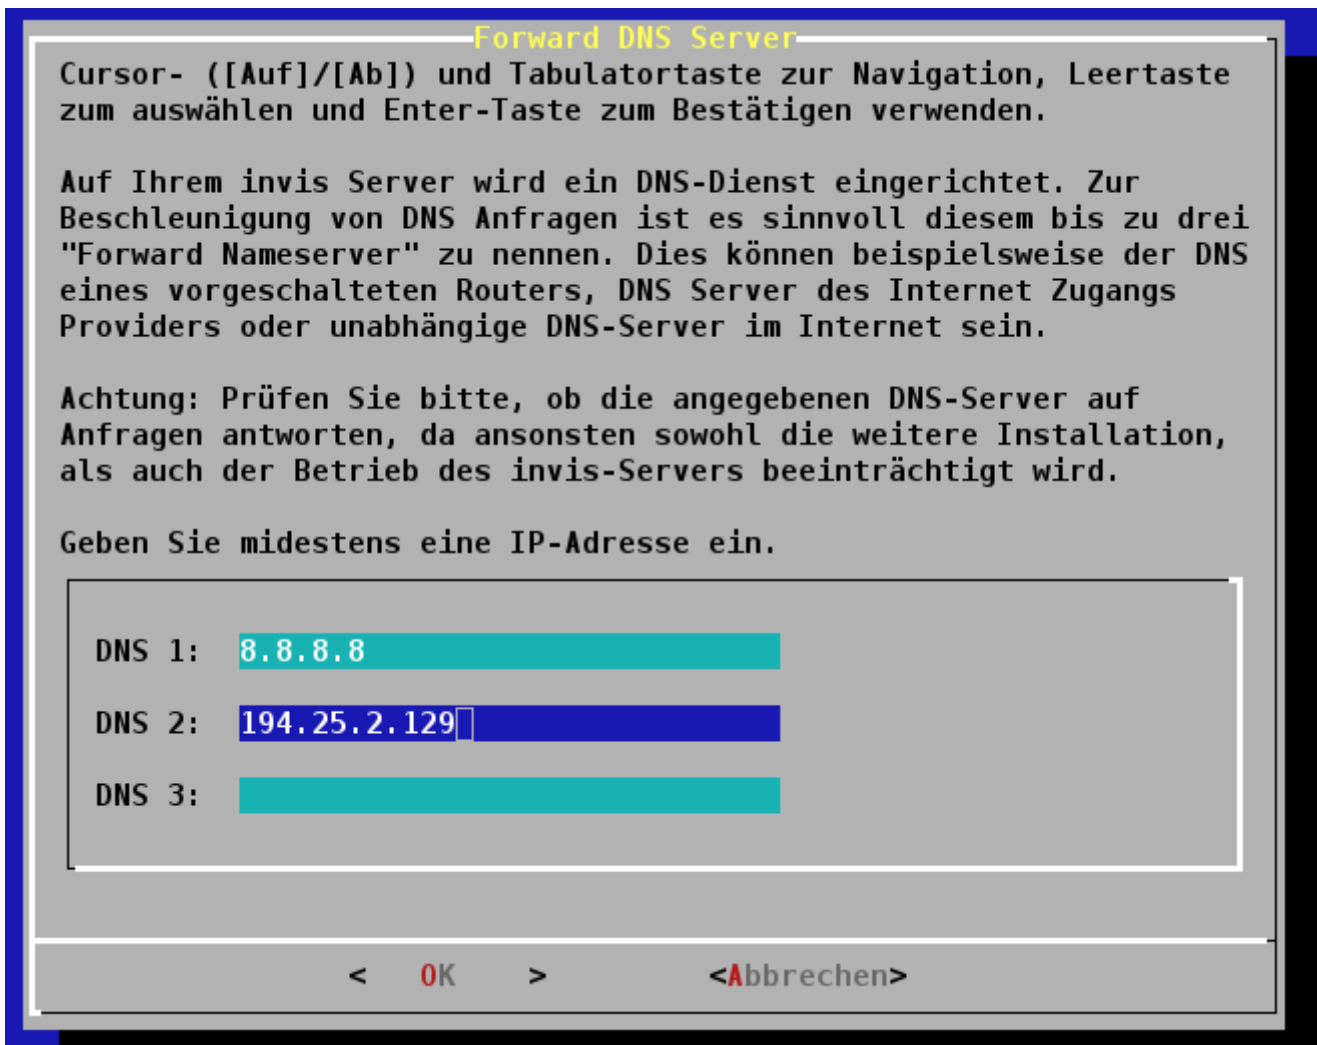 Forward DNS Server
Cursor- ([Auf]/[Ab]) und Tabulatortaste zur Navigation, Leertaste
zum auswählen und Enter-Taste zum Bestätigen verwenden.
Auf Ihrem invis Server wird ein DNS-Dienst eingerichtet. Zur
Beschleunigung von DNS Anfragen ist es sinnvoll diesem bis zu drei
"Forward Nameserver" zu nennen. Dies können beispielsweise der DNS
eines vorgeschalteten Routers, DNS Server des Internet Zugangs
Providers oder unabhängige DNS-Server im Internet sein.
Achtung: Prüfen Sie bitte, ob die angegebenen DNS-Server auf
Anfragen antworten, da ansonsten sowohl die weitere Installation,
als auch der Betrieb des invis-Servers beeinträchtigt wird.
Geben Sie midestens eine IP-Adresse ein.
DNS 1: 8.8.8.8
DNS 2: 194.25.2.129
DNS 3:
< OK > <Abbrechen>